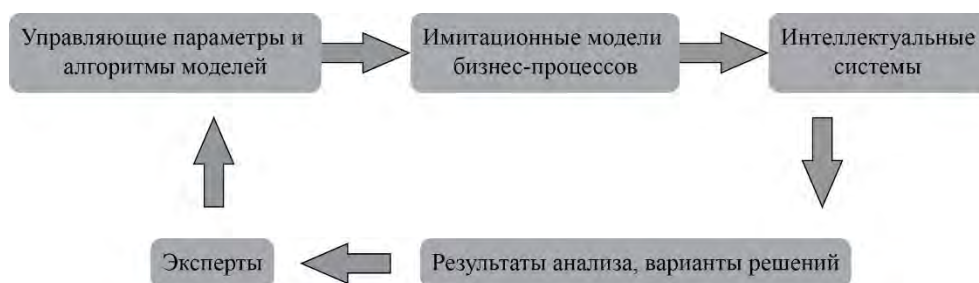 Управляющие параметры и
алгоритмы моделей
Имитационные модели
бизнес-процессов
Интеллектуальные
системы
Эксперты
Результаты анализа, варианты решений